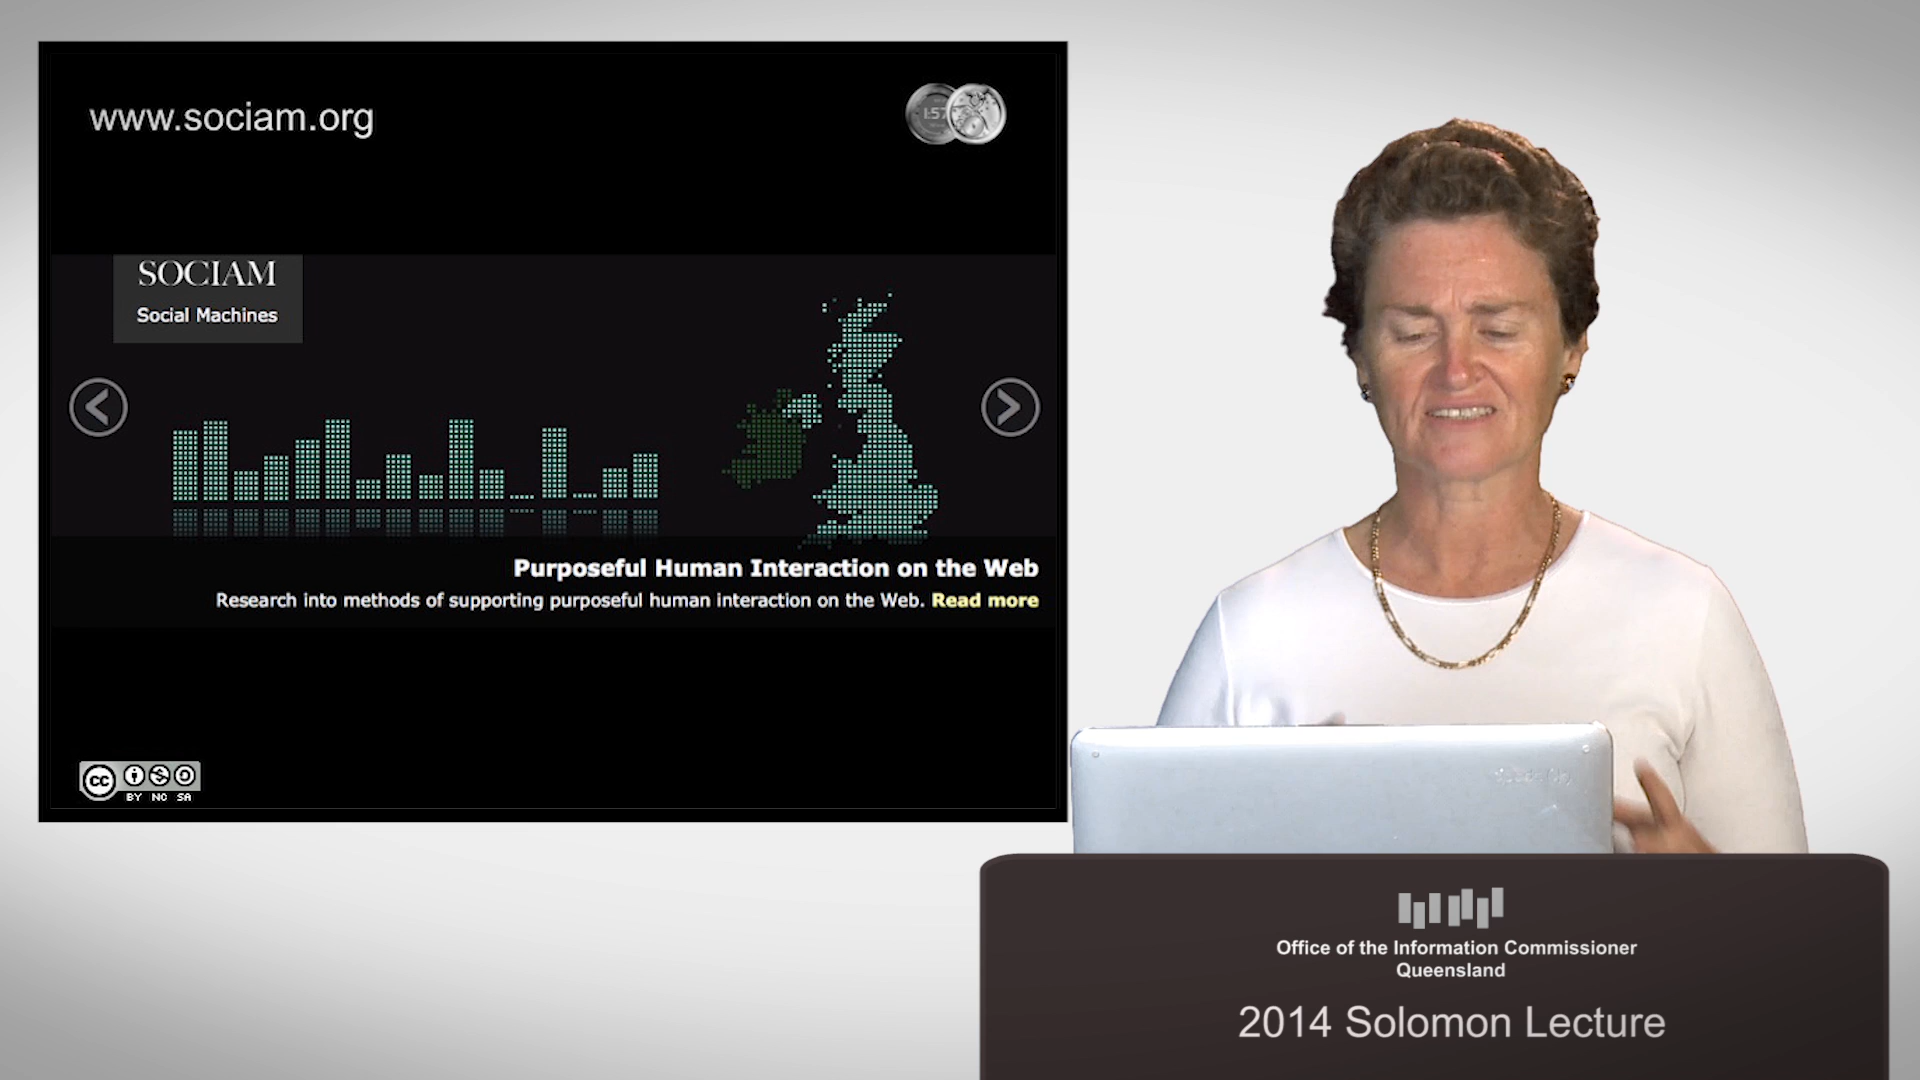 www.sociam.org
SOCIAM
Social Machines
Purposeful Human Interaction on the Web
Research into methods of supporting purposeful human interaction on the Web. Read more
cc
BY NC SA
Office of the Information Commissioner
Queensland
2014 Solomon Lecture